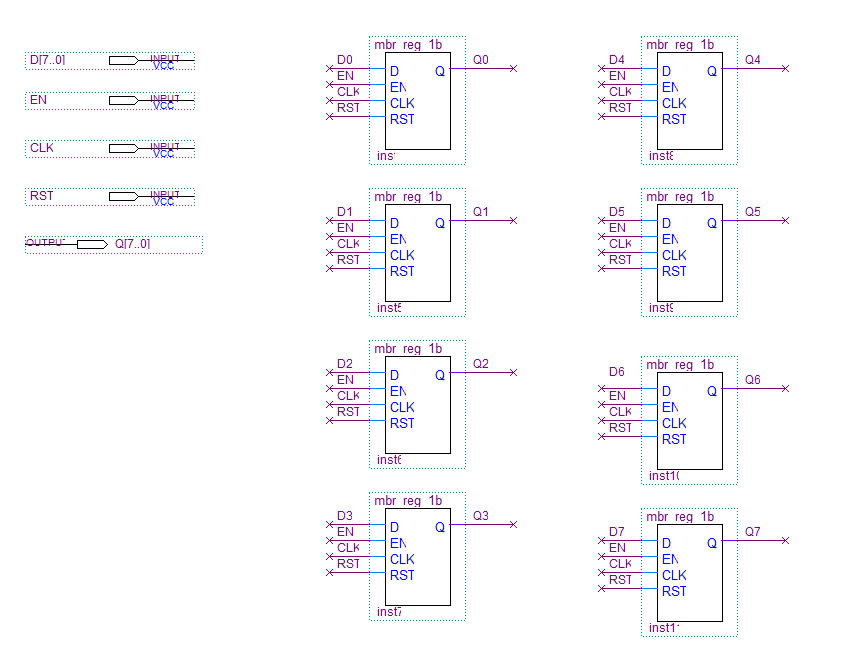 D[7..0] INPUT
VCC
EN INPUT
VCC
CLK INPUT
VCC
RST INPUT
VCC
OUTPUT Q[7..0]
mbr_reg_1b
D0 D Q Q0
EN EN
CLK CLK
RST RST
inst
mbr_reg_1b
D1 D Q Q1
EN EN
CLK CLK
RST RST
inst5
mbr_reg_1b
D2 D Q Q2
EN EN
CLK CLK
RST RST
inst6
mbr_reg_1b
D3 D Q Q3
EN EN
CLK CLK
RST RST
inst7
mbr_reg_1b
D4 D Q Q4
EN EN
CLK CLK
RST RST
inst8
mbr_reg_1b
D5 D Q Q5
EN EN
CLK CLK
RST RST
inst9
mbr_reg_1b
D6 D Q Q6
EN EN
CLK CLK
RST RST
inst10
mbr_reg_1b
D7 D Q Q7
EN EN
CLK CLK
RST RST
inst11